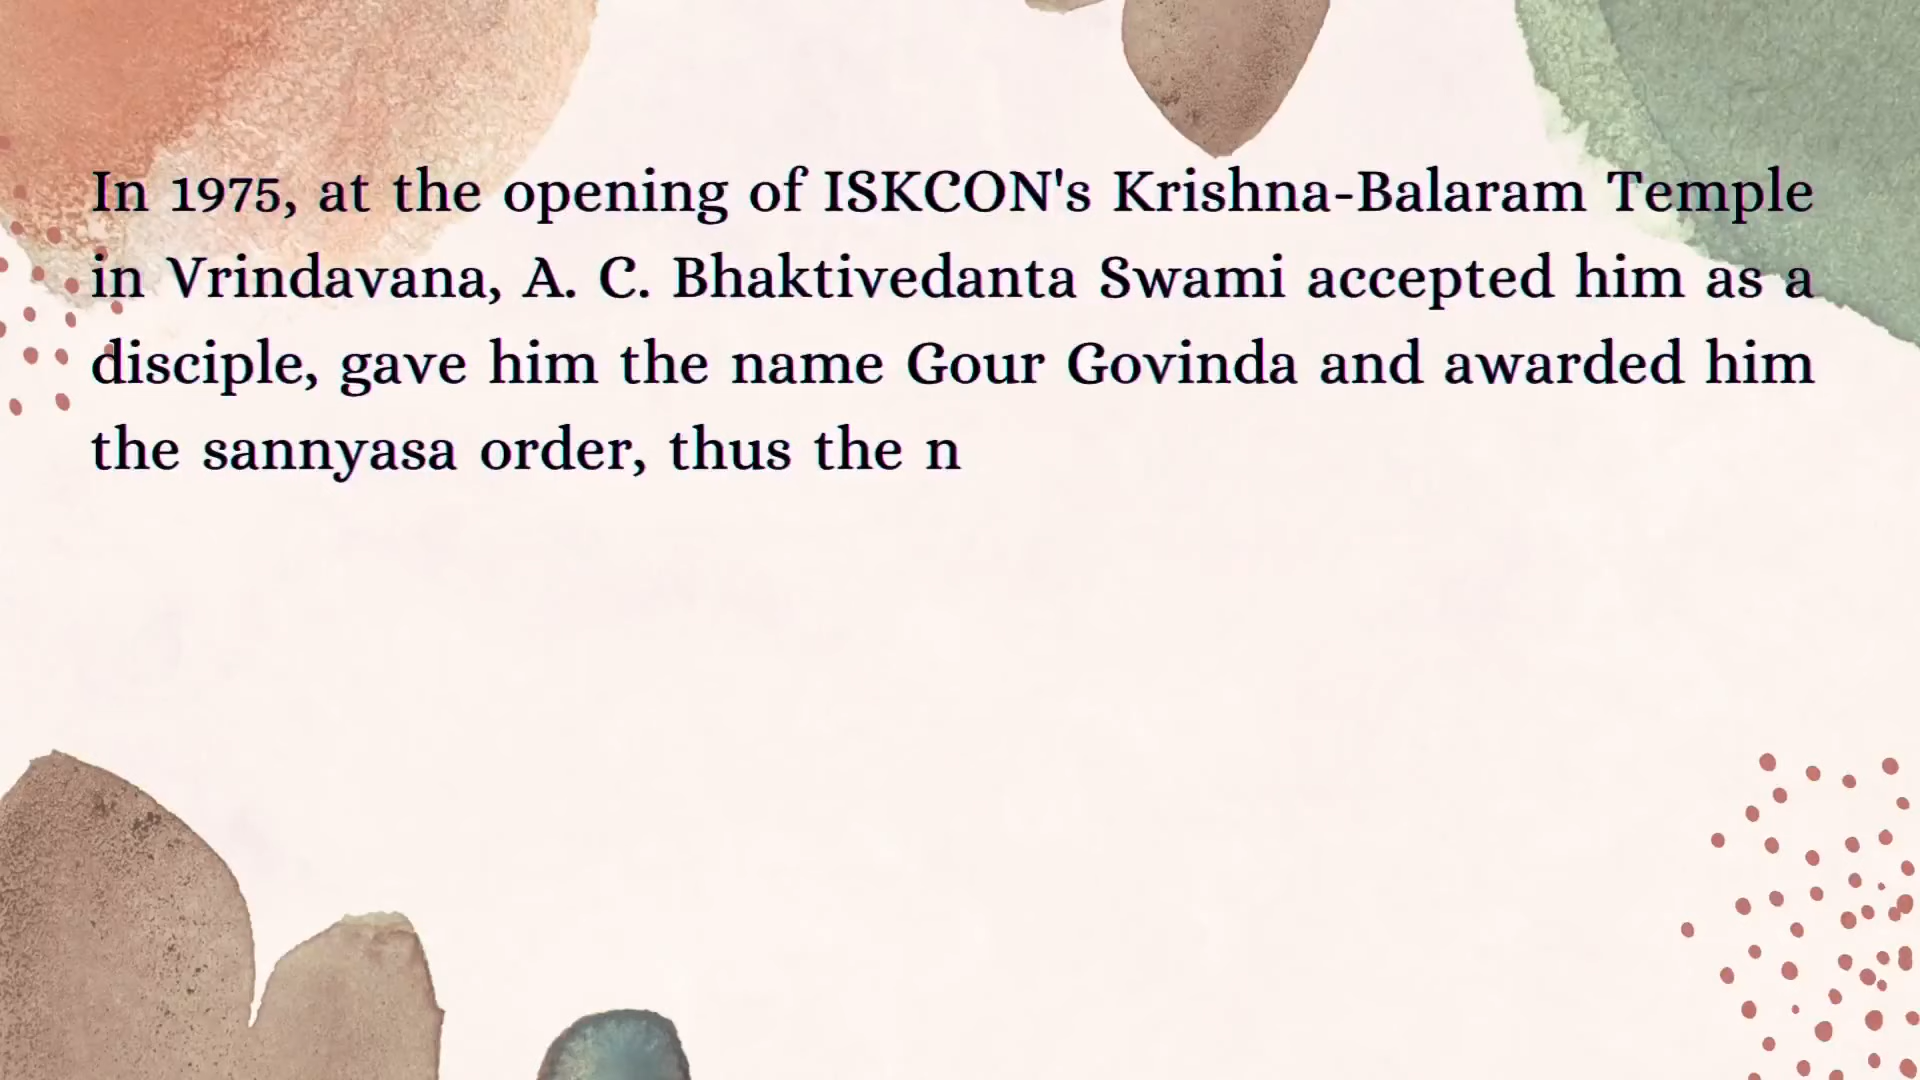 In 1975, at the opening of ISKCON's Krishna-Balaram Temple
in Vrindavana, A. C. Bhaktivedanta Swami accepted him as a
disciple, gave him the name Gour Govinda and awarded him
the sannyasa order, thus the n